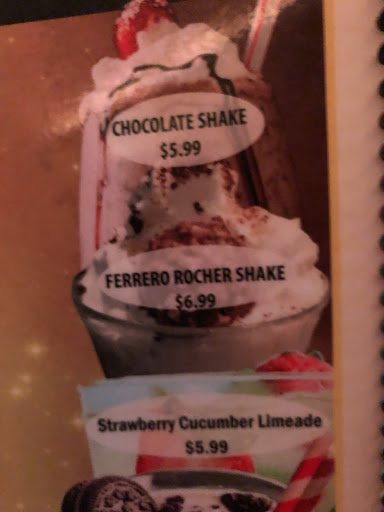 CHOCOLATE SHAKE
$5.99
FERRERO ROCHER SHAKE
$6.99
Strawberry Cucumber Limeade
$5.99